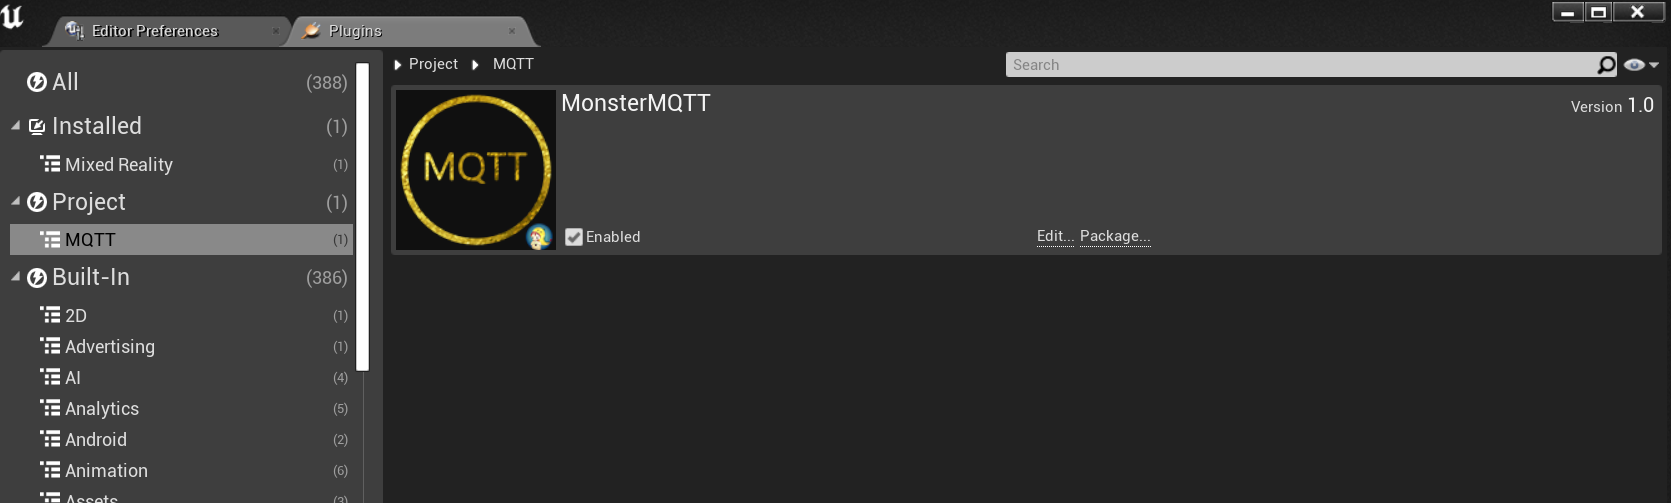 Editor Preferences
Plugins
All (388)
Installed (1)
Mixed Reality (1)
Project (1)
MQTT (1)
Built-In (386)
2D (1)
Advertising (1)
AI (4)
Analytics (5)
Android (2)
Animation (6)
Assets (3)
Project MQTT
Search
MQTT
MonsterMQTT
Version 1.0
Enabled
Edit... Package...